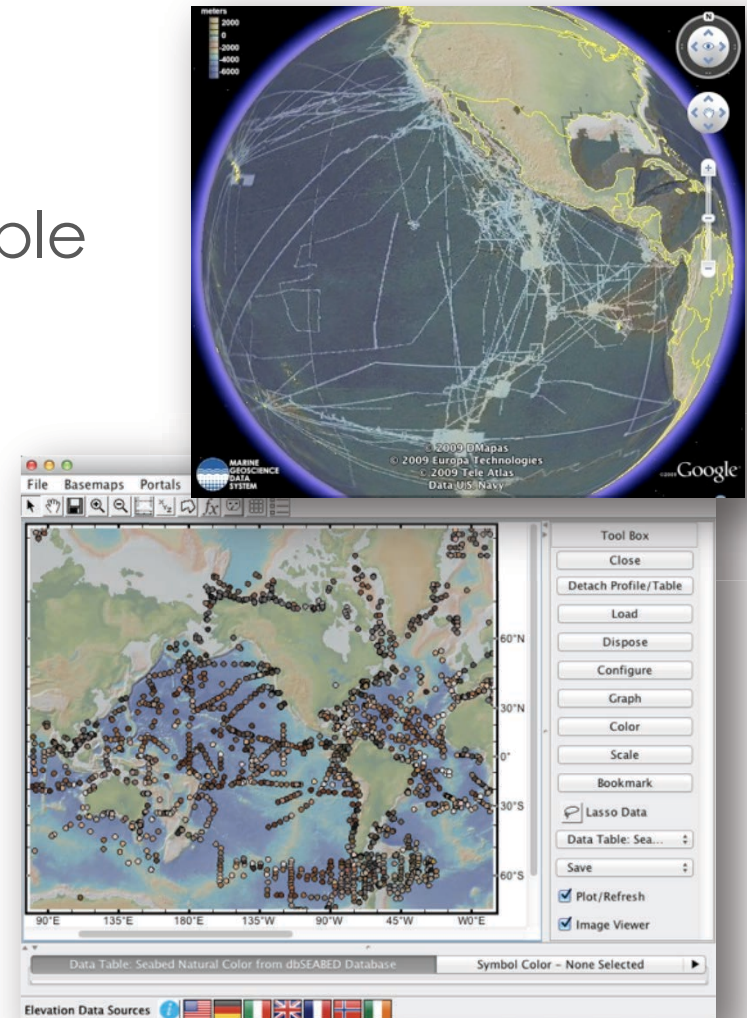 ble
meters
2000
0
-2000
-4000
-6000
N
© 2009 DMapas
© 2009 Europa Technologies
© 2009 Tele Atlas
Data U.S. Navy
MARINE
GEOSCIENCE
DATA
SYSTEM
©2009 Google
File Basemaps Portals
Tool Box
Close
Detach Profile/Table
Load
Dispose
Configure
Graph
Color
Scale
Bookmark
Lasso Data
Data Table: Sea...
Save
Plot/Refresh
Image Viewer
60°N
30°N
0°
30°S
60°S
90°E 135°E 180°E 135°W 90°W 45°W W0°E
Data Table: Seabed Natural Color from dbSEABED Database
Symbol Color - None Selected
Elevation Data Sources